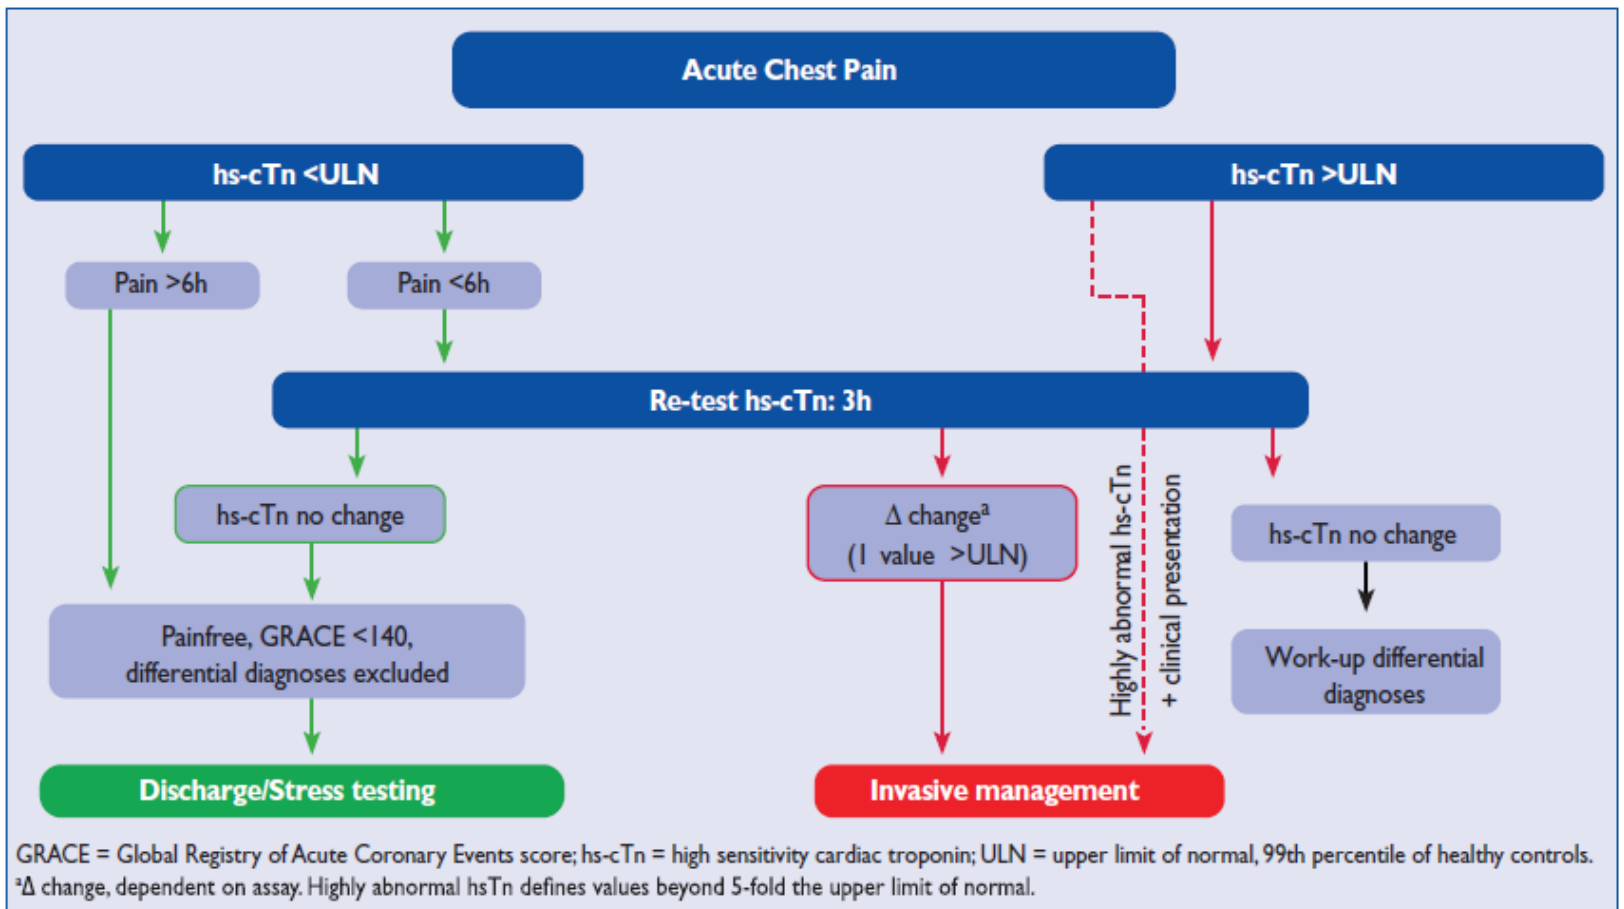 Acute Chest Pain
hs-cTn <ULN
hs-cTn >ULN
Pain >6h
Pain <6h
Re-test hs-cTn: 3h
hs-cTn no change
Δ changeª
(1 value >ULN)
Highly abnormal hs-cTn
+ clinical presentation
hs-cTn no change
Painfree, GRACE <140,
differential diagnoses excluded
Work-up differential
diagnoses
Discharge/Stress testing
Invasive management
GRACE = Global Registry of Acute Coronary Events score; hs-cTn = high sensitivity cardiac troponin; ULN = upper limit of normal, 99th percentile of healthy controls.
ªΔ change, dependent on assay. Highly abnormal hsTn defines values beyond 5-fold the upper limit of normal.